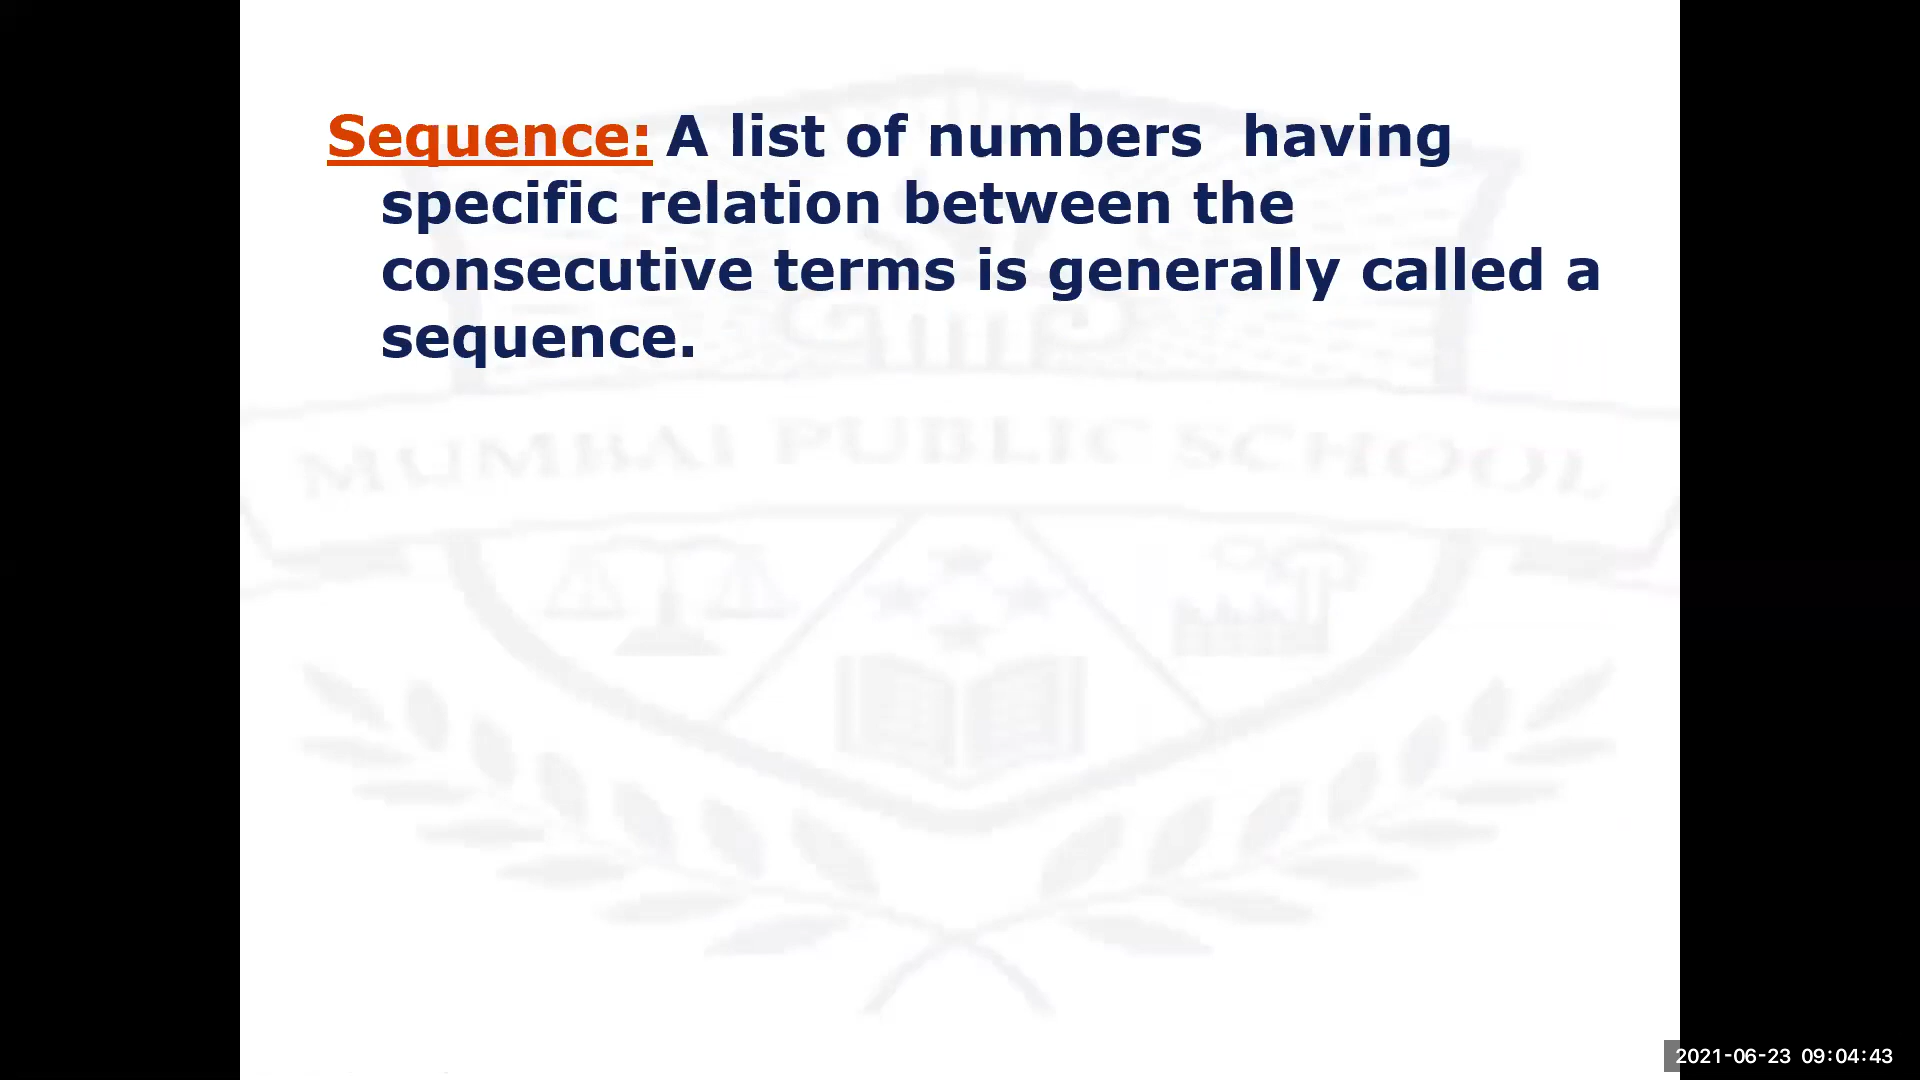 Sequence: A list of numbers  having
specific relation between the
consecutive terms is generally called a
sequence.
MUMBAI PUBLIC SCHOOL
2021-06-23 09:04:43